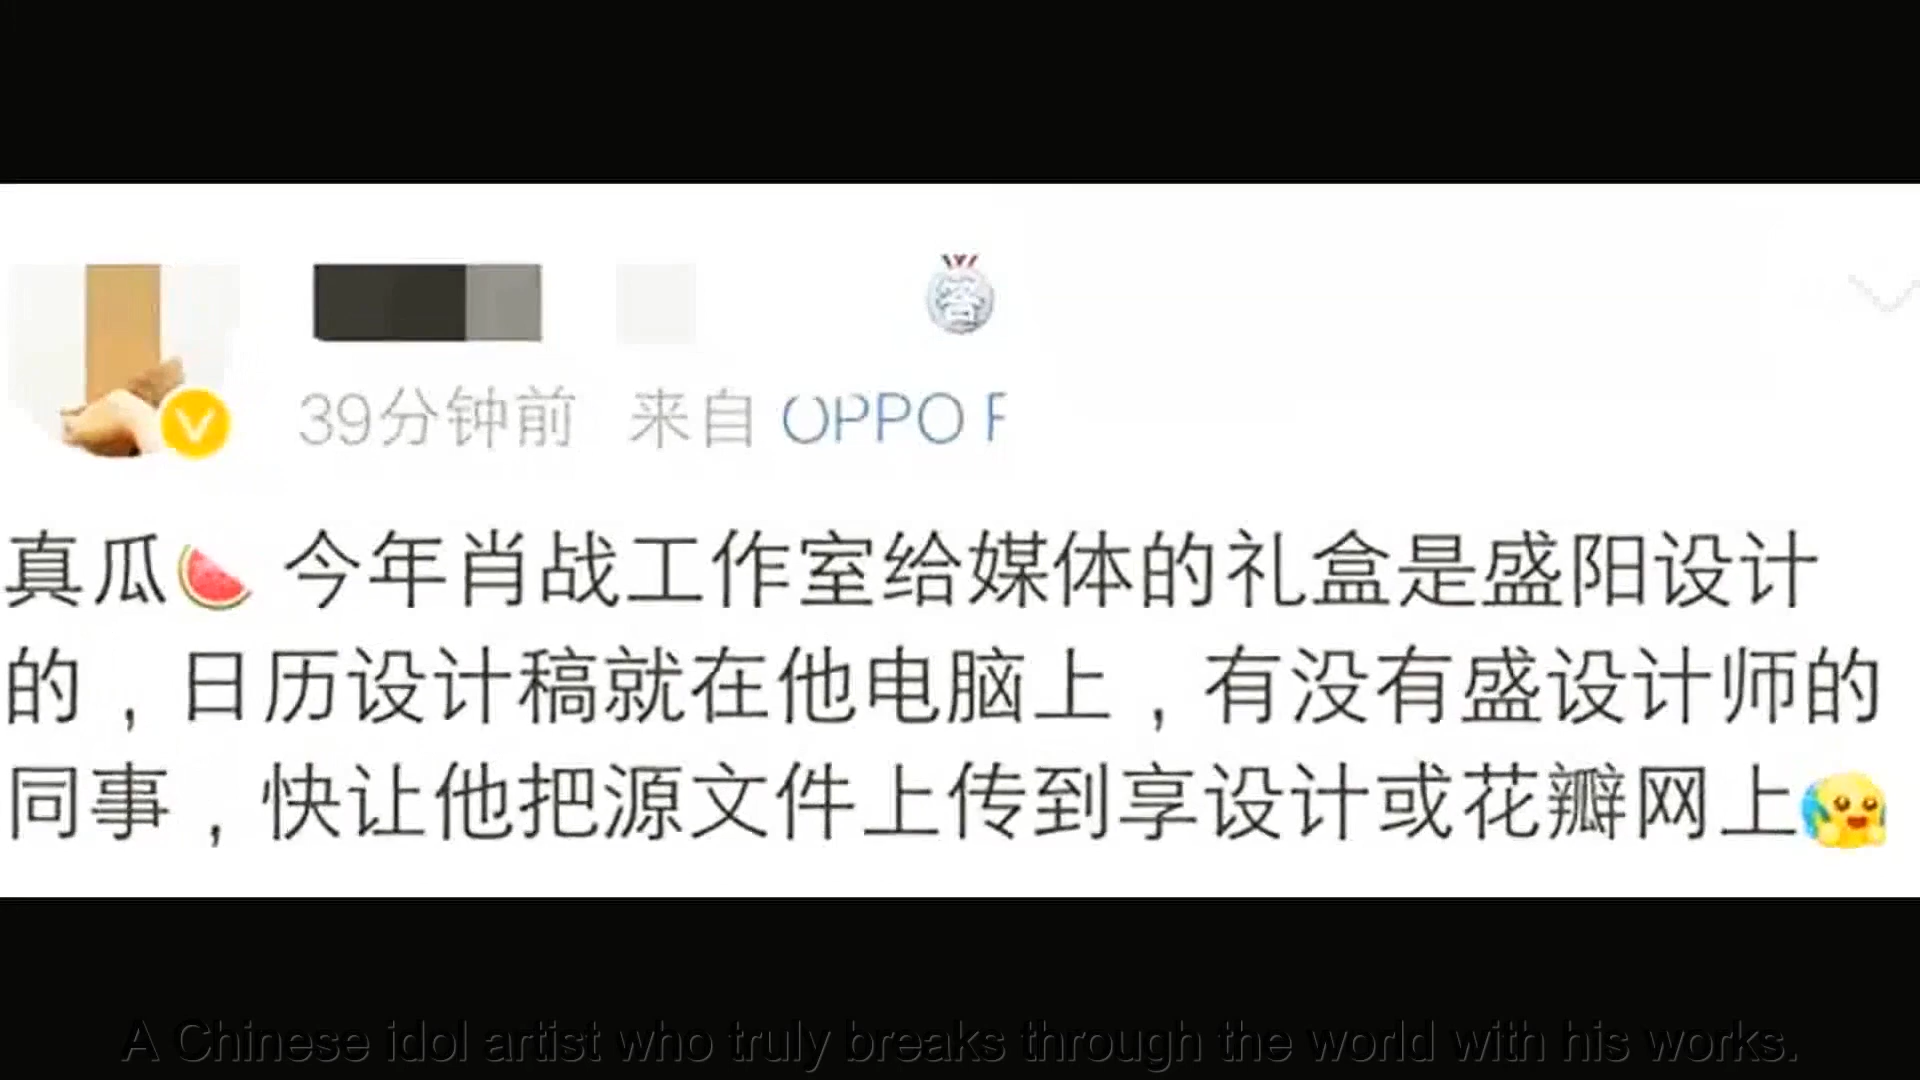 答
39分钟前 来自 OPPO F
真瓜🍉 今年肖战工作室给媒体的礼盒是盛阳设计
的，日历设计稿就在他电脑上，有没有盛设计师的
同事，快让他把源文件上传到享设计或花瓣网上
A Chinese idol artist who truly breaks through the world with his works.